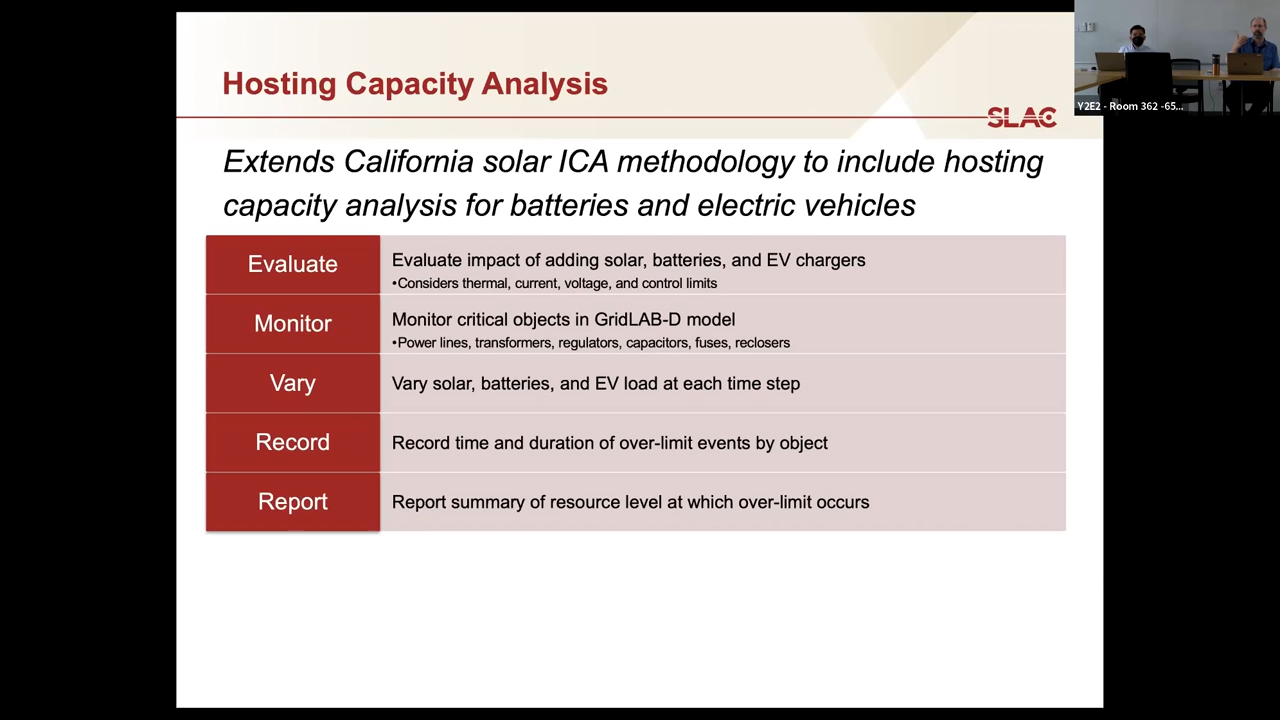 Hosting Capacity Analysis
SLAC
Y2E2 - Room 362 -65...
Extends California solar ICA methodology to include hosting
capacity analysis for batteries and electric vehicles
Evaluate
Evaluate impact of adding solar, batteries, and EV chargers
•Considers thermal, current, voltage, and control limits
Monitor
Monitor critical objects in GridLAB-D model
•Power lines, transformers, regulators, capacitors, fuses, reclosers
Vary
Vary solar, batteries, and EV load at each time step
Record
Record time and duration of over-limit events by object
Report
Report summary of resource level at which over-limit occurs